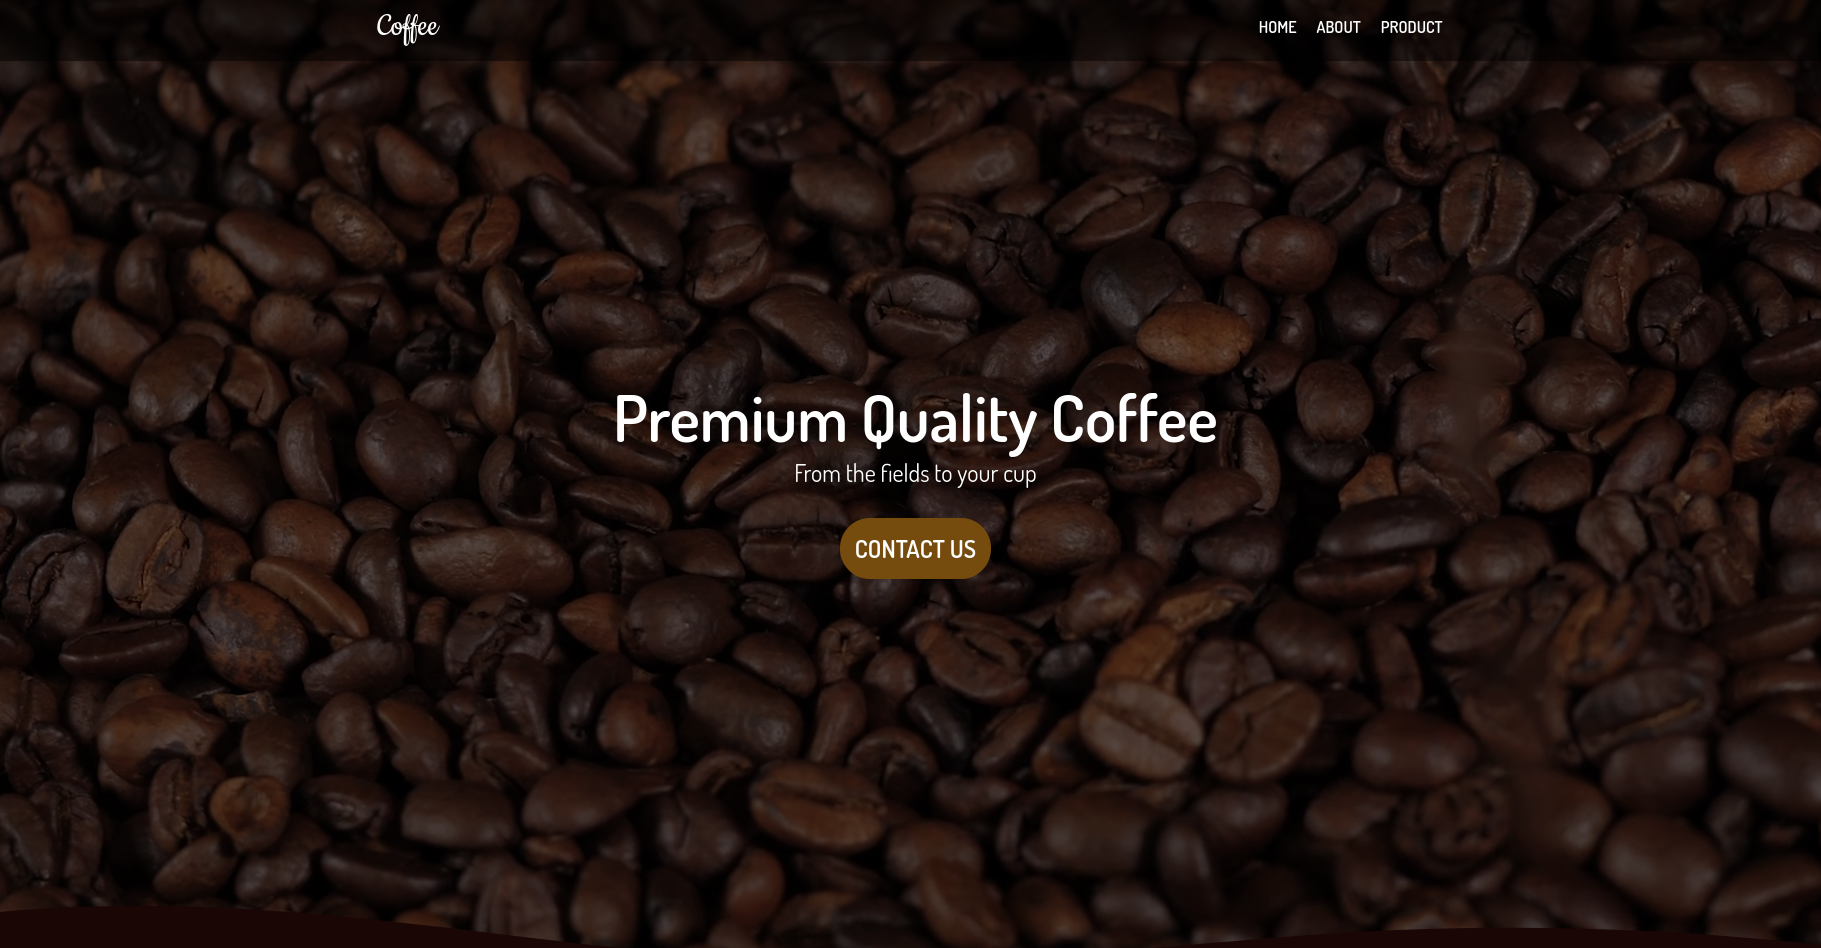 Coffee
HOME ABOUT PRODUCT
Premium Quality Coffee
From the fields to your cup
CONTACT US